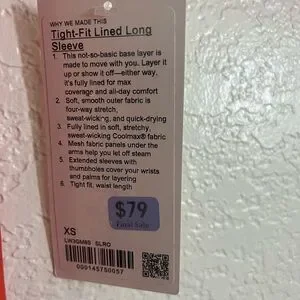 WHY WE MADE THIS
Tight-Fit Lined Long
Sleeve
1. This not-so-basic base layer is
made to move with you. Layer it
up or show it off—either way,
it's fully lined for max
coverage and all-day comfort
2. Soft, smooth outer fabric is
four-way stretch,
sweat-wicking, and quick-drying
3. Fully lined in soft, stretchy,
sweat-wicking Coolmax® fabric
4. Mesh fabric panels under the
arms help you let off steam
5. Extended sleeves with
thumbholes cover your wrists
and palms for layering
6. Tight fit, waist length
$79
Final Sale
XS
SLRO
000145750057